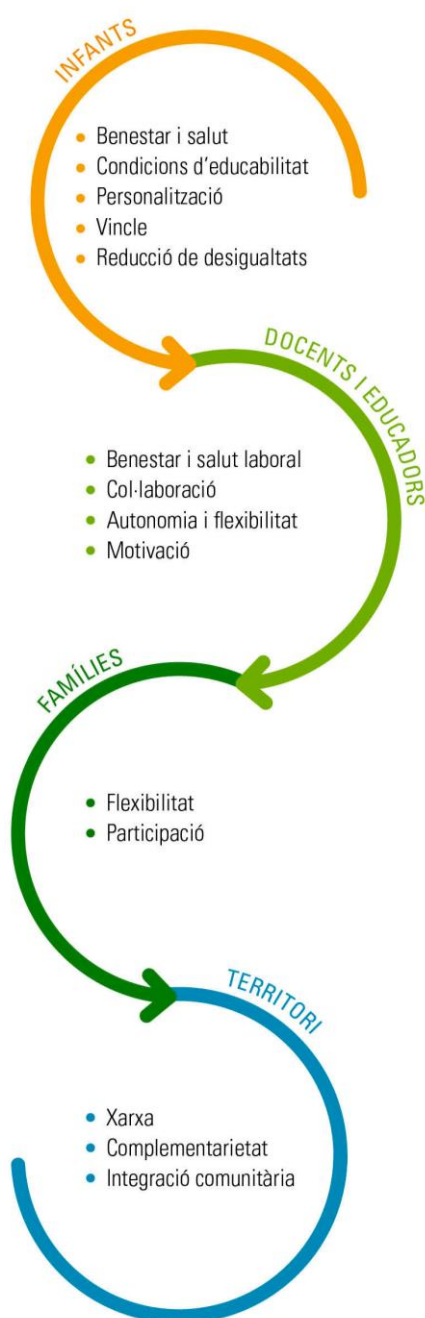 INFANTS
Benestar i salut
Condicions d'educabilitat
Personalització
Vincle
Reducció de desigualtats
DOCENTS I EDUCADORS
Benestar i salut laboral
Col·laboració
Autonomia i flexibilitat
Motivació
FAMÍLIES
Flexibilitat
Participació
TERRITORI
Xarxa
Complementarietat
Integració comunitària